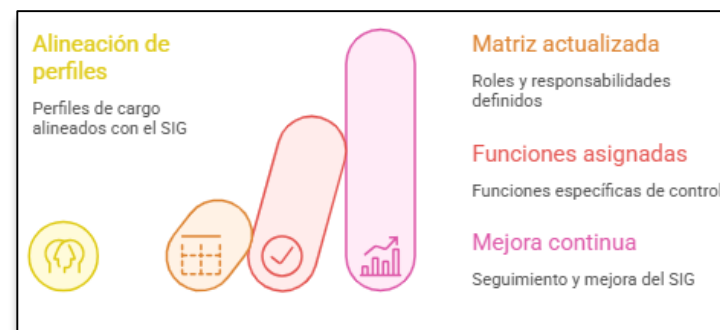 Alineación de
perfiles
Perfiles de cargo
alineados con el SIG
Matriz actualizada
Roles y responsabilidades
definidos
Funciones asignadas
Funciones específicas de control
Mejora continua
Seguimiento y mejora del SIG